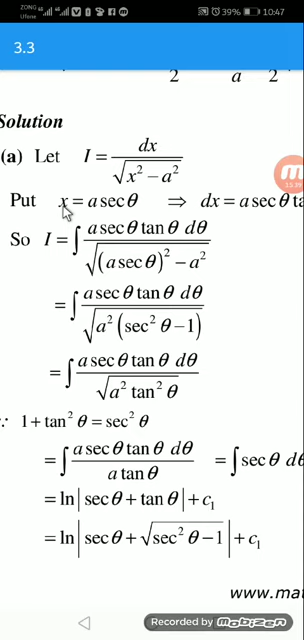 ZONG Ufone 39% 10:47
3.3
2 a 2
Solution
(a) Let I = dx / √(x² − a²)
Put x = a sec θ ⇒ dx = a sec θ ta
So I = ∫ a sec θ tan θ dθ / √((a sec θ)² − a²)
= ∫ a sec θ tan θ dθ / √(a² (sec² θ − 1))
= ∫ a sec θ tan θ dθ / √(a² tan² θ)
∵ 1 + tan² θ = sec² θ
= ∫ a sec θ tan θ dθ / a tan θ = ∫ sec θ dθ
= ln|sec θ + tan θ| + c₁
= ln|sec θ + √(sec² θ − 1)| + c₁
www.ma
Recorded by mobizen